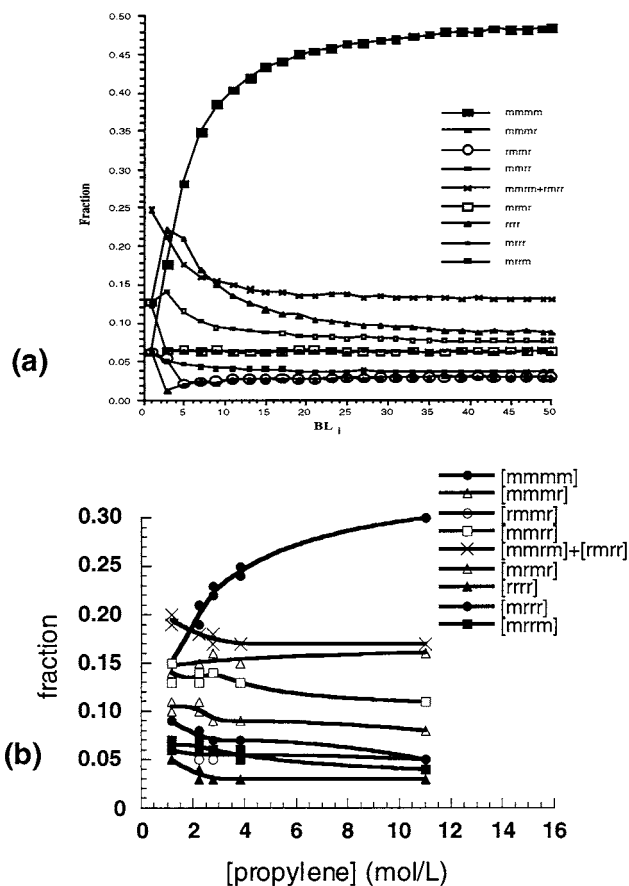 0.50
0.45
0.40
0.35
0.30
0.25
0.20
0.15
0.10
0.05
0.00
Fraction
0 5 10 15 20 25 30 35 40 45 50
BL i
mmmm
mmmr
rmmr
mmrr
mmrm+rmrr
mrmr
rrrr
mrrr
mrrm
(a)
[mmmm]
[mmmr]
[rmmr]
[mmrr]
[mmrm]+[rmrr]
[mrmr]
[rrrr]
[mrrr]
[mrrm]
0.30
0.25
0.20
0.15
0.10
0.05
0
fraction
(b)
0 2 4 6 8 10 12 14 16
[propylene] (mol/L)